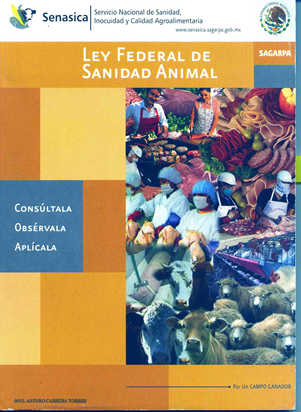 Senasica
Servicio Nacional de Sanidad,
Inocuidad y Calidad Agroalimentaria
www.senasica.sagarpa.gob.mx
LEY FEDERAL DE
SANIDAD ANIMAL
SAGARPA
CONSÚLTALA
OBSÉRVALA
APLÍCALA
Por Un CAMPO GANADOR
MVZ. ARTURO CABRERA TORRES